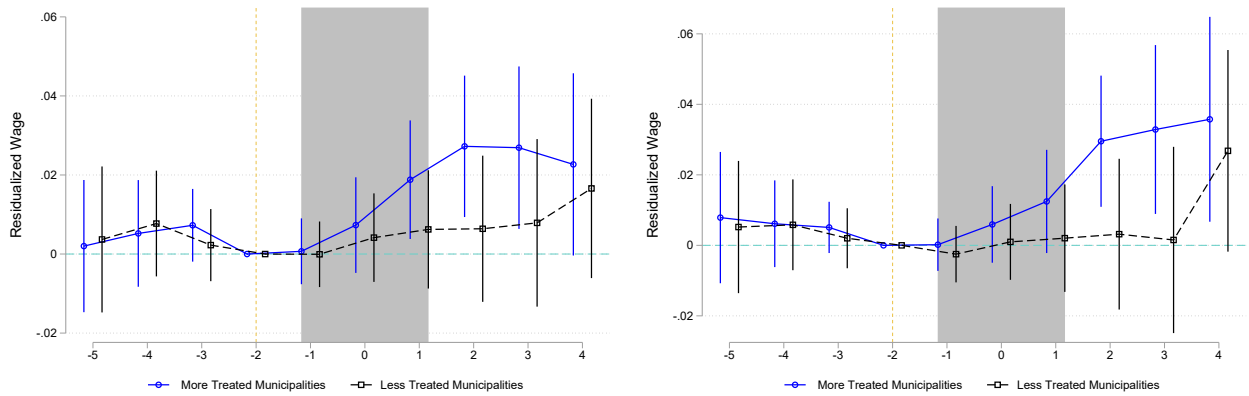 .06
.04
.02
0
-.02
Residualized Wage
-5 -4 -3 -2 -1 0 1 2 3 4
More Treated Municipalities Less Treated Municipalities
.06
.04
.02
0
-.02
Residualized Wage
-5 -4 -3 -2 -1 0 1 2 3 4
More Treated Municipalities Less Treated Municipalities